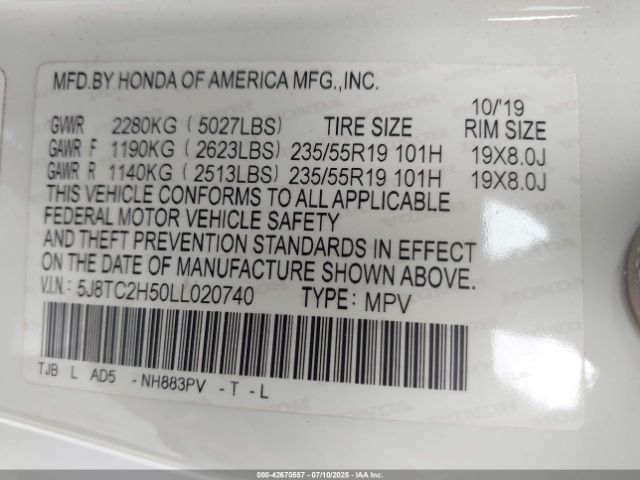 MFD.BY HONDA OF AMERICA MFG.,INC.
10/'19
GVWR 2280KG (5027LBS) TIRE SIZE RIM SIZE
GAWR F 1190KG (2623LBS) 235/55R19 101H 19X8.0J
GAWR R 1140KG (2513LBS) 235/55R19 101H 19X8.0J
THIS VEHICLE CONFORMS TO ALL APPLICABLE
FEDERAL MOTOR VEHICLE SAFETY
AND THEFT PREVENTION STANDARDS IN EFFECT
ON THE DATE OF MANUFACTURE SHOWN ABOVE.
V.I.N.: 5J8TC2H50LL020740 TYPE: MPV
TJB L AD5 -NH883PV -T -L
000-42670557 - 07/10/2025 - IAAI.CA